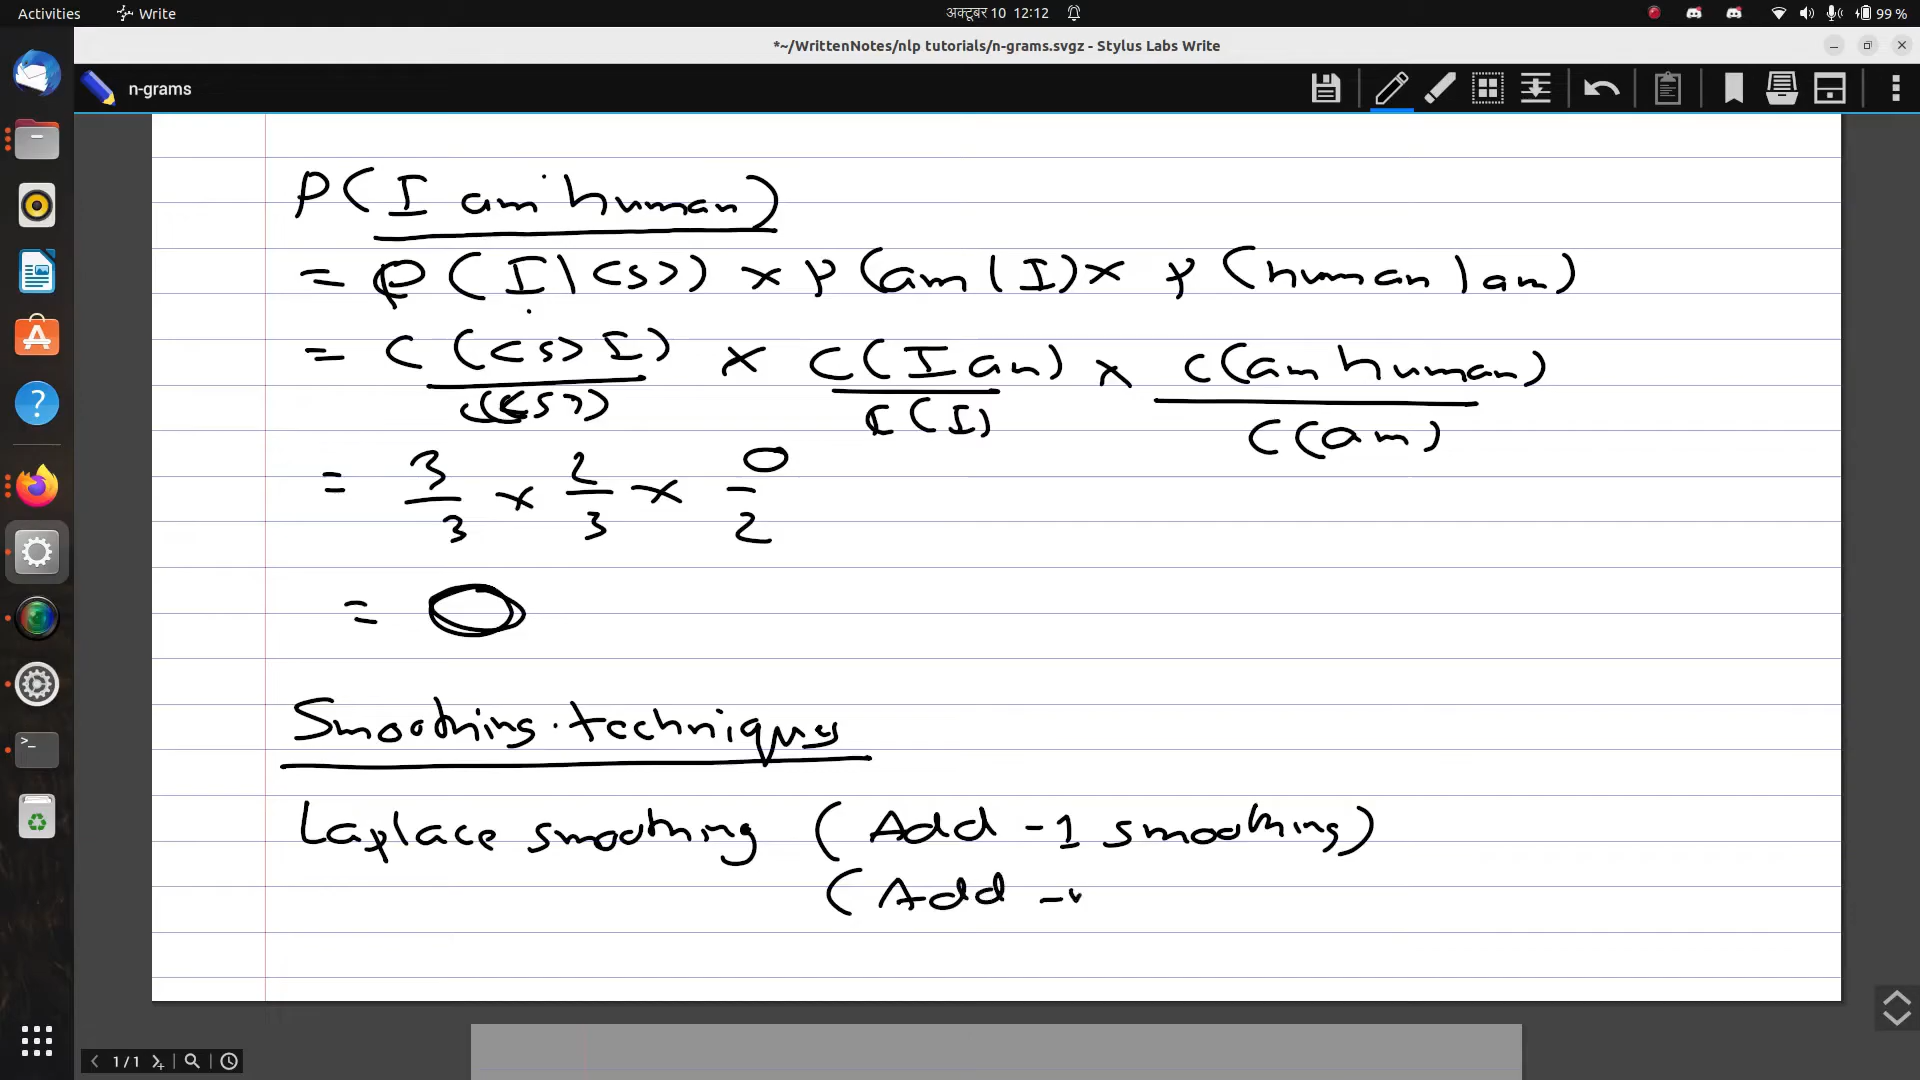 Activities Write अक्टूबर 10 12:12 99 %
*~/WrittenNotes/nlp tutorials/n-grams.svgz - Stylus Labs Write
n-grams
P(I am human)
= P(I|<s>) x P(am|I) x P(human|am)
= C(<s> I) x C(I am) x C(am human)
C(<s>) C(I) C(am)
= 3 x 2 x 0
3 3 2
= 0
Smoothing techniques
Laplace smoothing (Add -1 smoothing)
(Add -
1/1